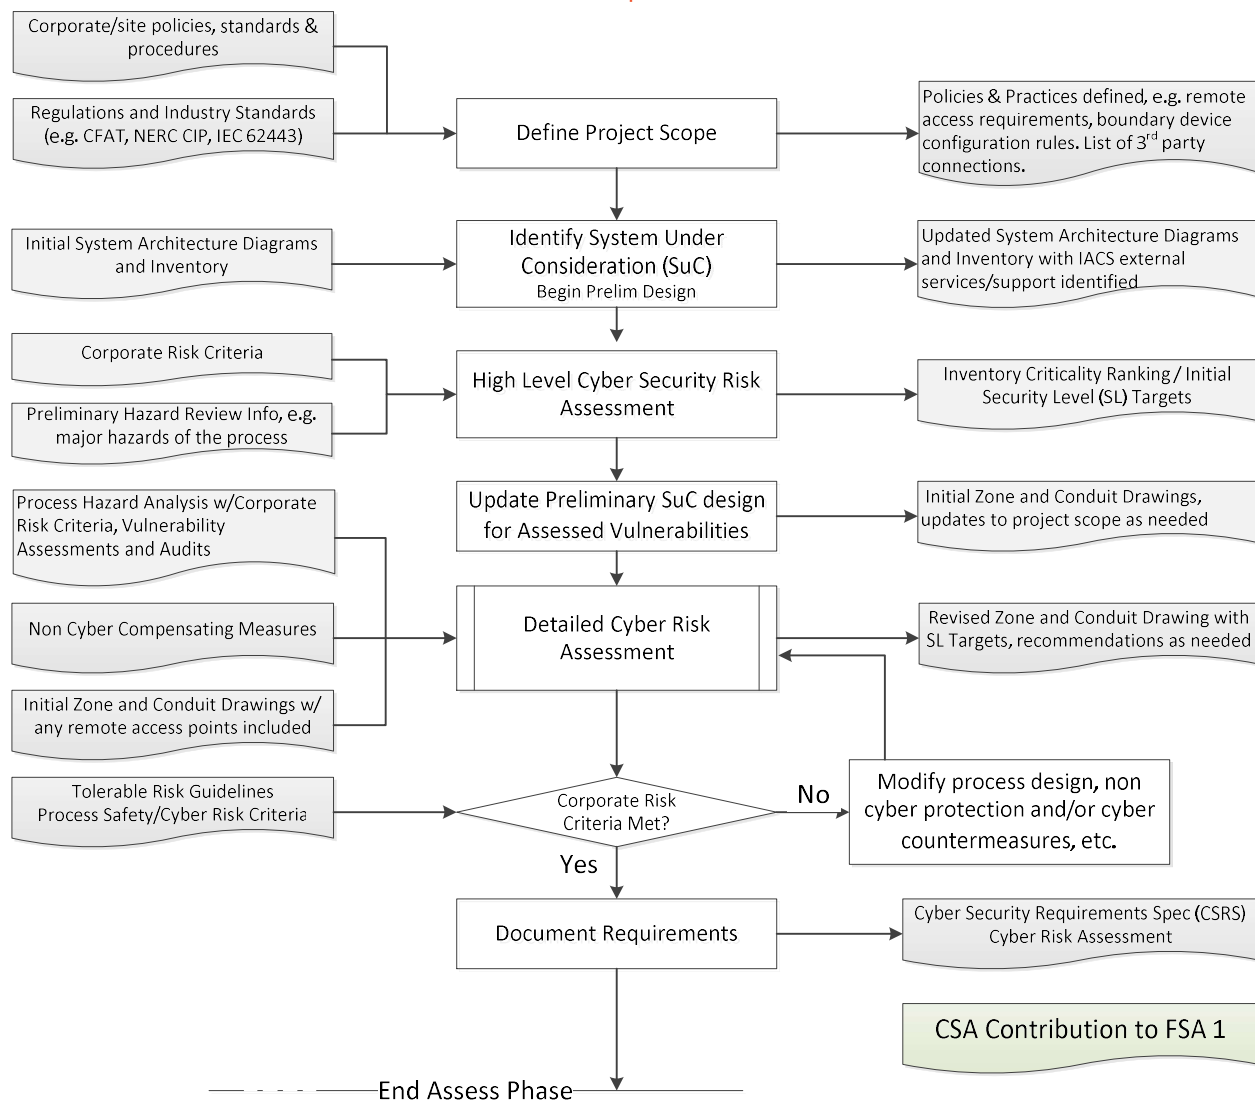 Corporate/site policies, standards &
procedures
Regulations and Industry Standards
(e.g. CFAT, NERC CIP, IEC 62443)
Define Project Scope
Policies & Practices defined, e.g. remote
access requirements, boundary device
configuration rules. List of 3rd party
connections.
Initial System Architecture Diagrams
and Inventory
Identify System Under
Consideration (SuC)
Begin Prelim Design
Updated System Architecture Diagrams
and Inventory with IACS external
services/support identified
Corporate Risk Criteria
Preliminary Hazard Review Info, e.g.
major hazards of the process
High Level Cyber Security Risk
Assessment
Inventory Criticality Ranking / Initial
Security Level (SL) Targets
Process Hazard Analysis w/Corporate
Risk Criteria, Vulnerability
Assessments and Audits
Update Preliminary SuC design
for Assessed Vulnerabilities
Initial Zone and Conduit Drawings,
updates to project scope as needed
Non Cyber Compensating Measures
Detailed Cyber Risk
Assessment
Revised Zone and Conduit Drawing with
SL Targets, recommendations as needed
Initial Zone and Conduit Drawings w/
any remote access points included
Tolerable Risk Guidelines
Process Safety/Cyber Risk Criteria
Corporate Risk
Criteria Met?
No
Modify process design, non
cyber protection and/or cyber
countermeasures, etc.
Yes
Document Requirements
Cyber Security Requirements Spec (CSRS)
Cyber Risk Assessment
CSA Contribution to FSA 1
End Assess Phase